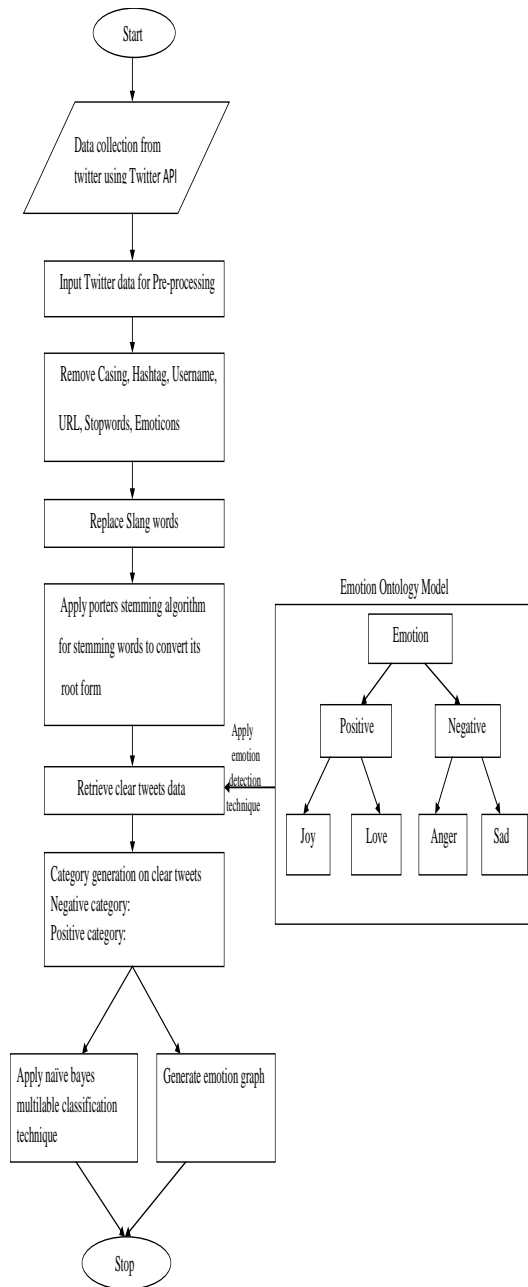 Start
Data collection from
twitter using Twitter API
Input Twitter data for Pre-processing
Remove Casing, Hashtag, Username,
URL, Stopwords, Emoticons
Replace Slang words
Apply porters stemming algorithm
for stemming words to convert its
root form
Emotion Ontology Model
Emotion
Positive
Negative
Joy
Love
Anger
Sad
Apply
emotion
detection
technique
Retrieve clear tweets data
Category generation on clear tweets
Negative category:
Positive category:
Apply naïve bayes
multilable classification
technique
Generate emotion graph
Stop